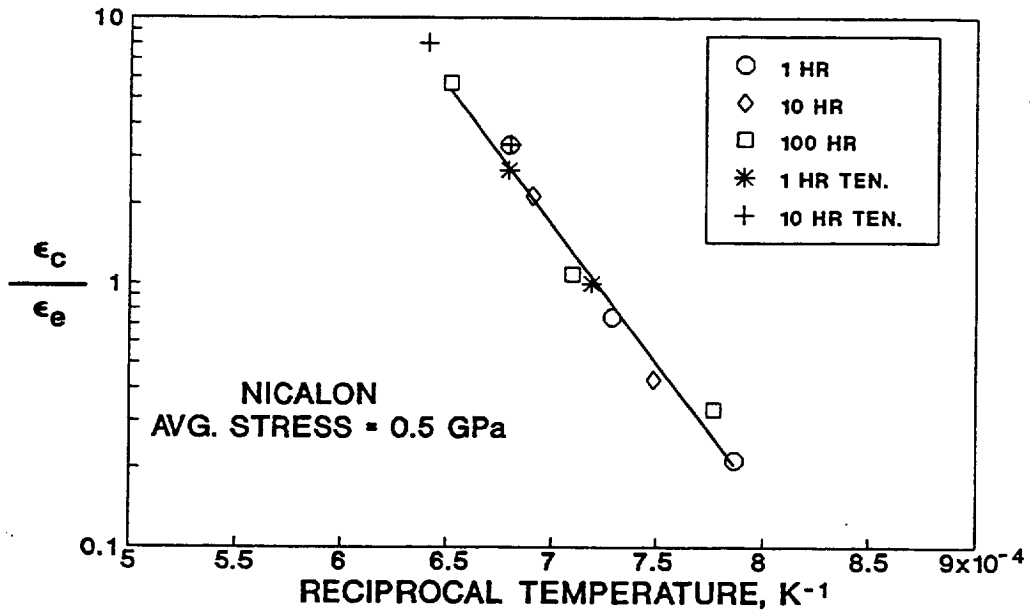 10
1
0.1
ϵc
ϵe
1 HR
10 HR
100 HR
1 HR TEN.
10 HR TEN.
NICALON
AVG. STRESS = 0.5 GPa
5 5.5 6 6.5 7 7.5 8 9x10⁻⁴
RECIPROCAL TEMPERATURE, K⁻¹